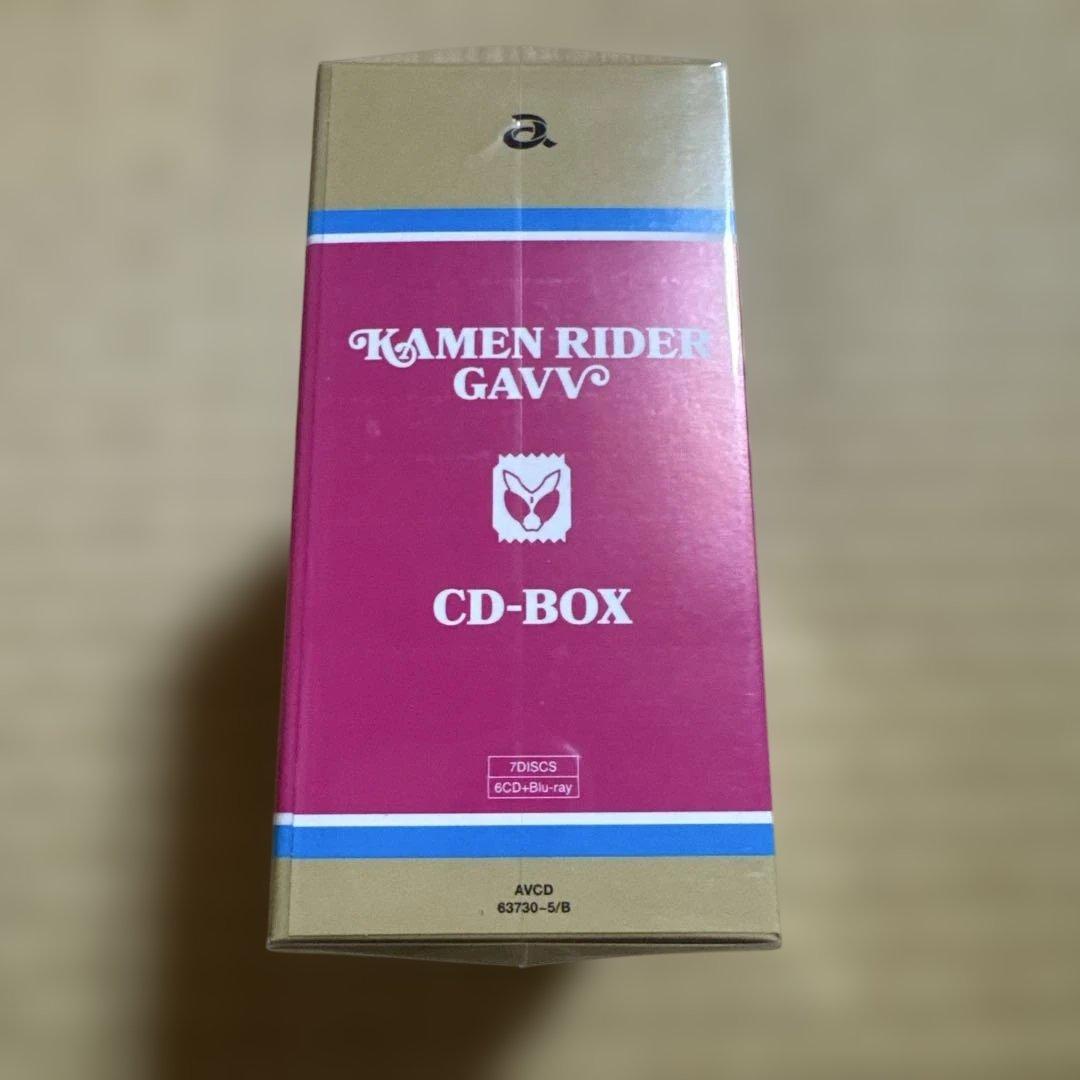 KAMEN RIDER
GAVV
CD-BOX
7DISCS
6CD+Blu-ray
AVCD
63730-5/B